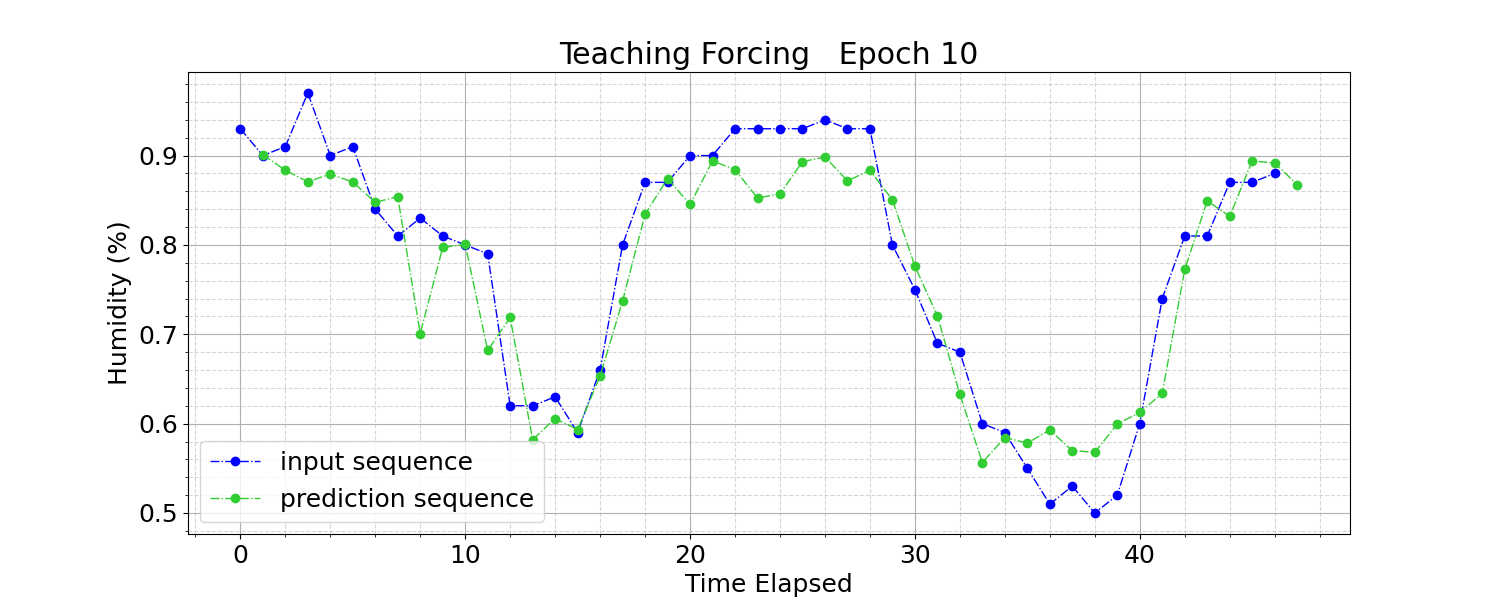 Teaching Forcing   Epoch 10
Humidity (%)
0.9
0.8
0.7
0.6
0.5
input sequence
prediction sequence
0 10 20 30 40
Time Elapsed